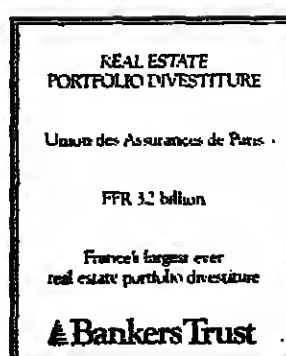 REAL ESTATE
PORTFOLIO DIVESTITURE
Union des Assurances de Paris
FFR 3.2 billion
France's largest ever
real estate portfolio divestiture
Bankers Trust